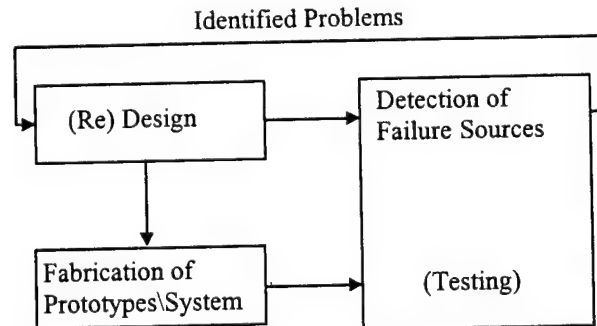 Identified Problems
(Re) Design
Detection of
Failure Sources
Fabrication of
Prototypes\System
(Testing)